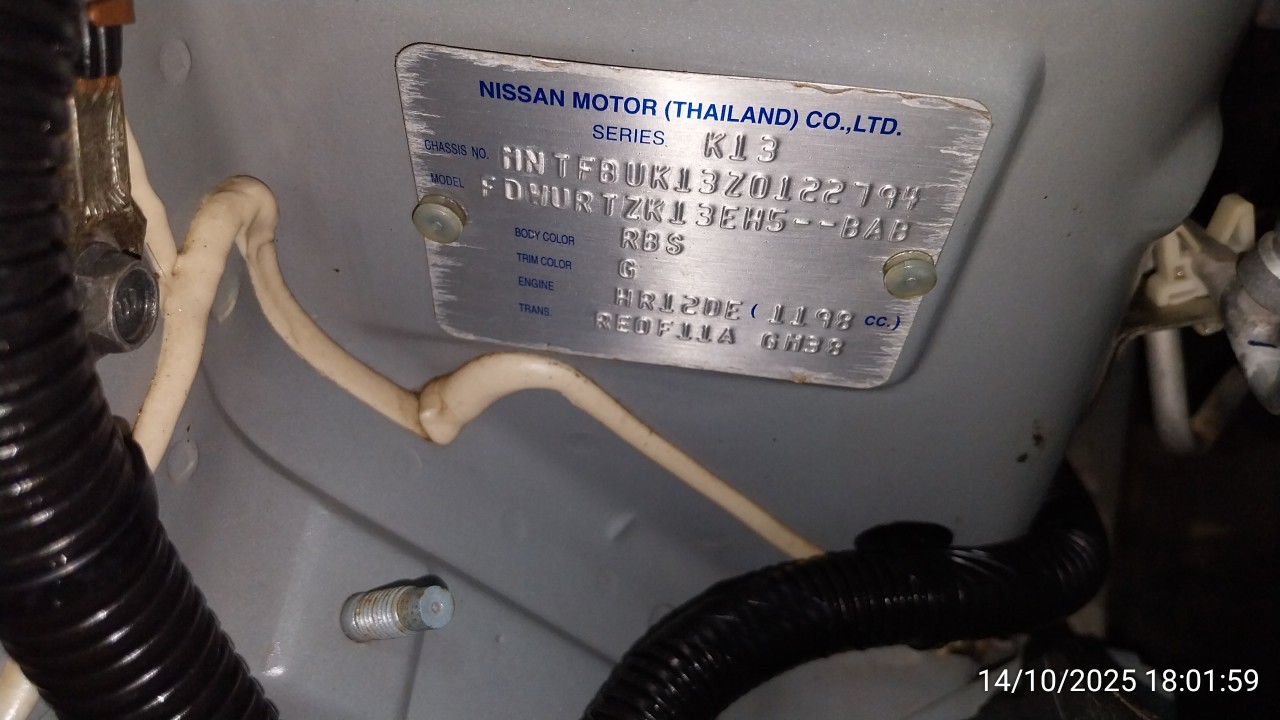 NISSAN MOTOR (THAILAND) CO.,LTD.
SERIES. K13
CHASSIS NO. MNTFBUK13Z0122794
MODEL FDWURTZK13EH5--BAB
BODY COLOR RBS
TRIM COLOR G
ENGINE HR12DE ( 1198 CC.)
TRANS. RE0F11A GH38
14/10/2025 18:01:59